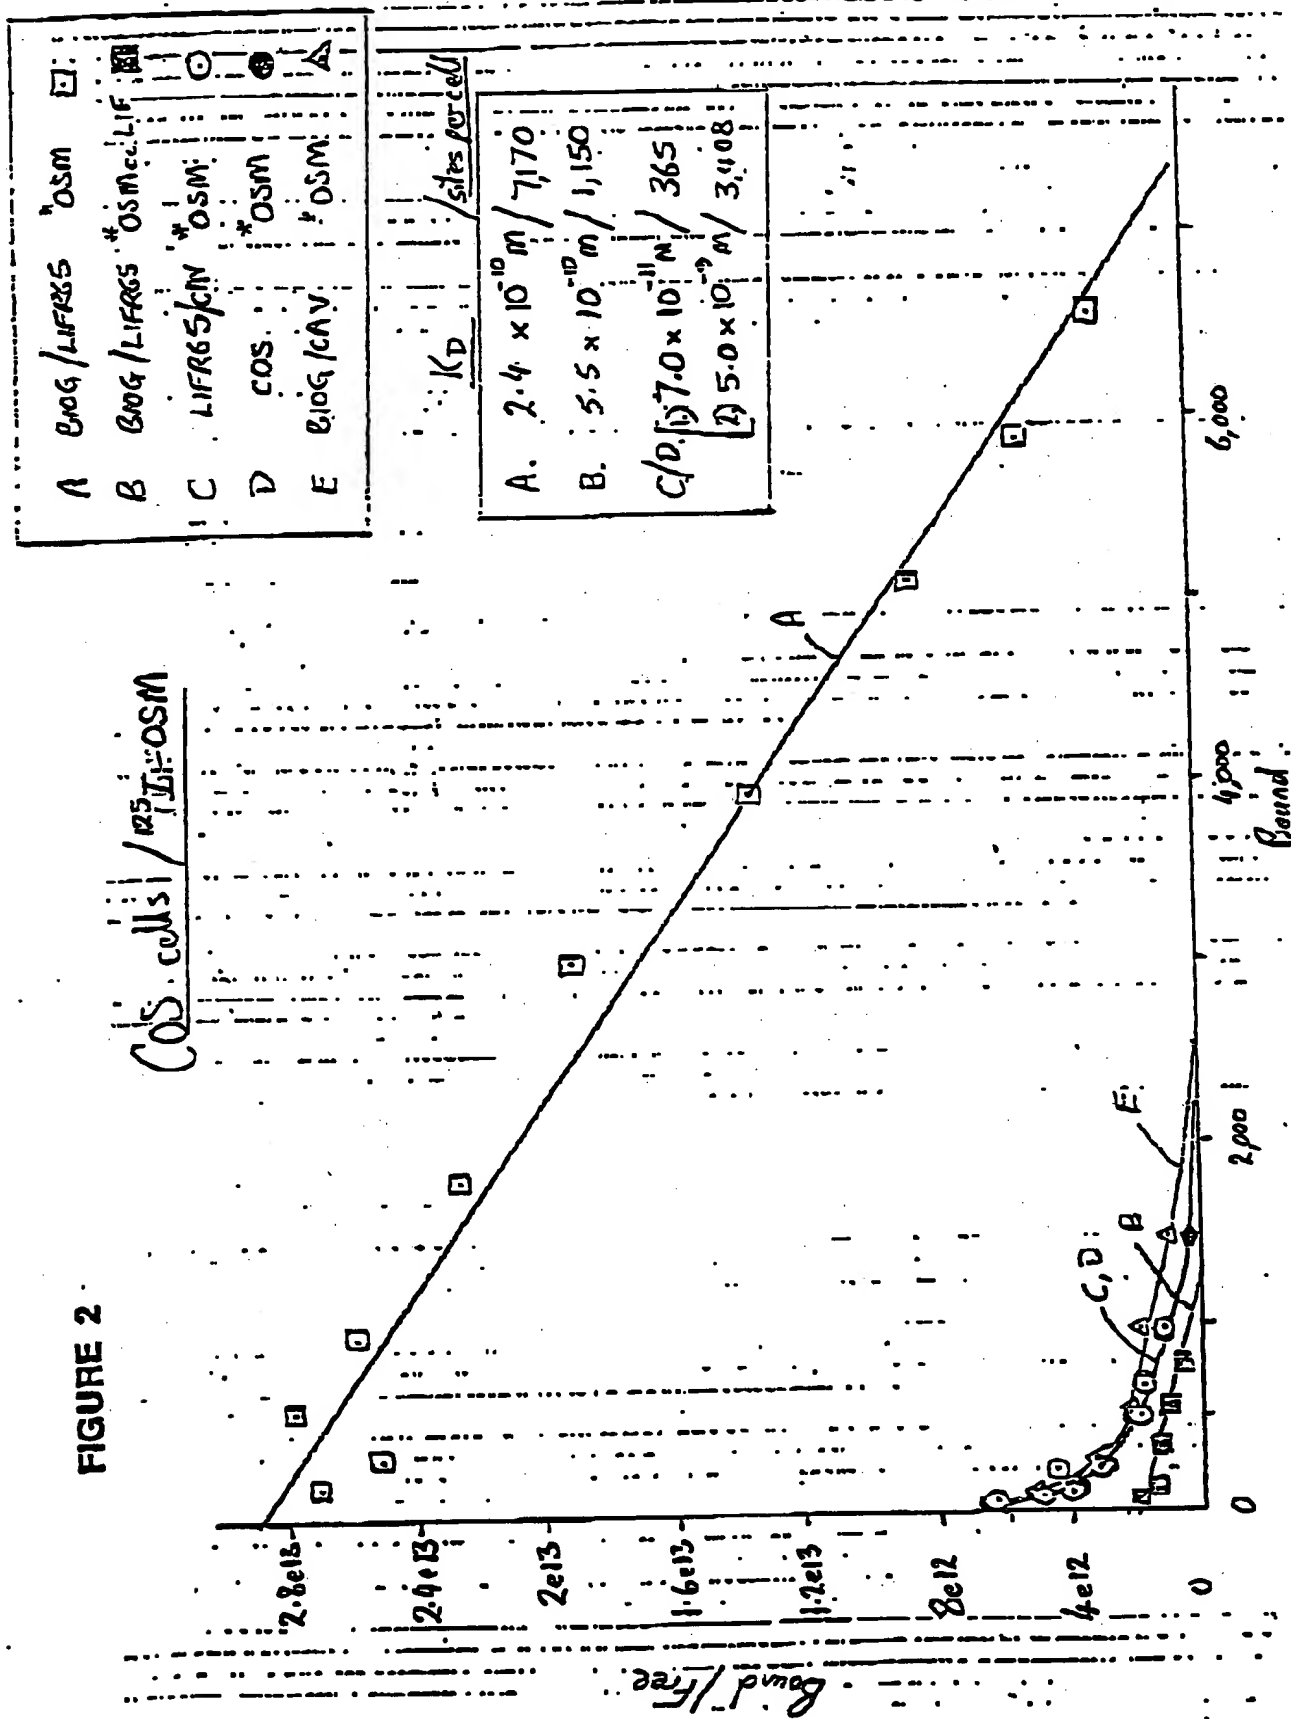 FIGURE 2
COS cells / ¹²⁵I-OSM
A B10G/LIFR65 *OSM
B B10G/LIFR65 *OSM cc. LIF
C LIFR65/CAV *OSM
D COS *OSM
E B10G/CAV *OSM
K_D / sites per cell
A. 2.4 × 10⁻¹⁰ M / 7,170
B. 5.5 × 10⁻¹⁰ M / 1,150
C/D. 1) 7.0 × 10⁻¹¹ M / 365
2) 5.0 × 10⁻⁹ M / 3,408
Bound/Free
2.8e13
2.4e13
2e13
1.6e13
1.2e13
8e12
4e12
0
A
E
C,D
B
0
2,000
4,000
6,000
Bound